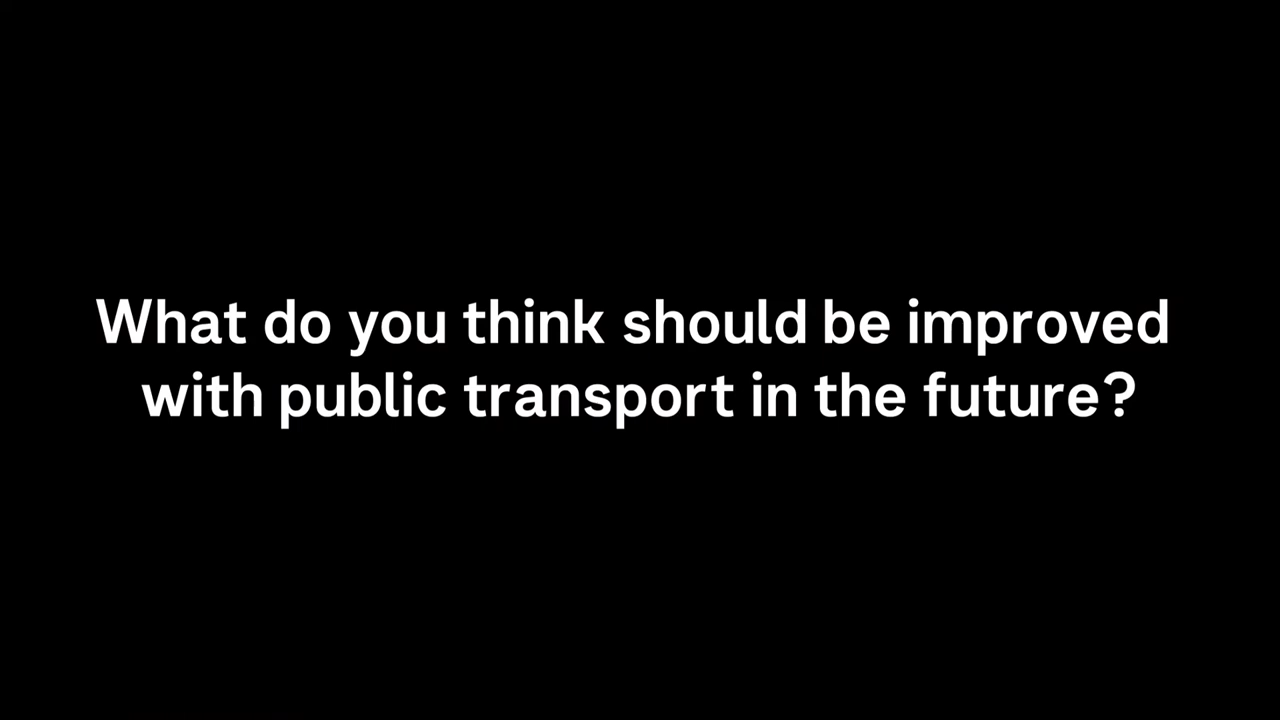 What do you think should be improved
with public transport in the future?